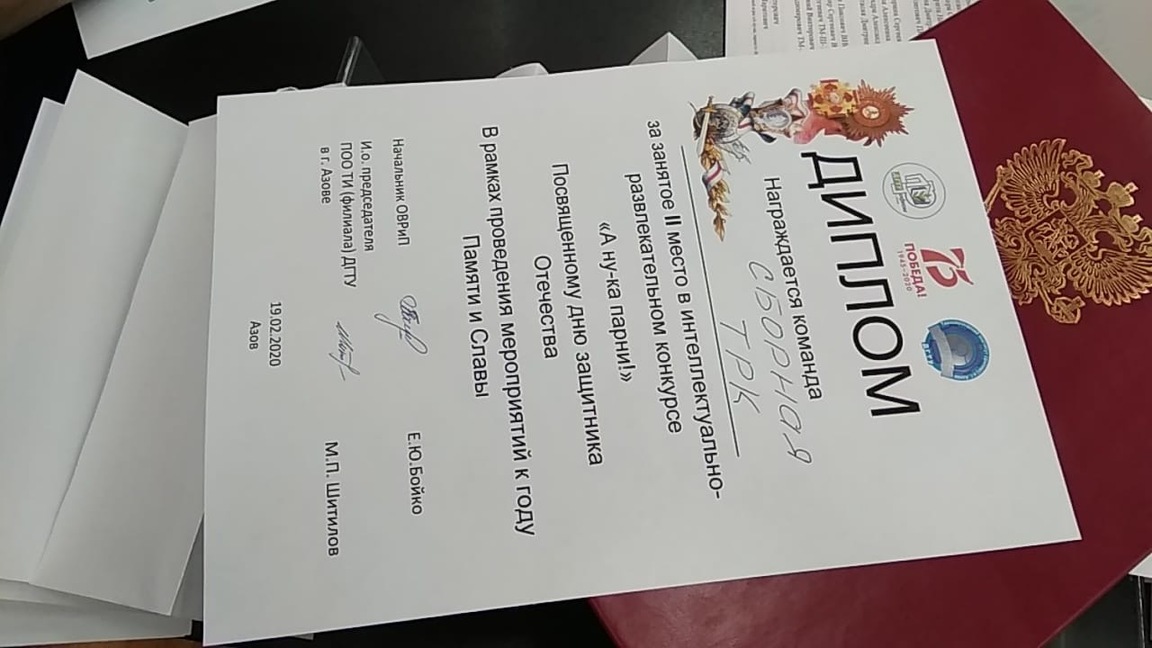 75
ПОБЕДА!
1945-2020
ДИПЛОМ
Награждается команда
СБОРНАЯ
ТРК
за занятое II место в интеллектуально-
развлекательном конкурсе
«А ну-ка парни!»
Посвященному дню защитника
Отечества
В рамках проведения мероприятий к году
Памяти и Славы
Начальник ОВРиП Е.Ю.Бойко
И.о. председателя
ПОО ТИ (филиала) ДГТУ
в г. Азове М.П. Шитилов
19.02.2020
Азов